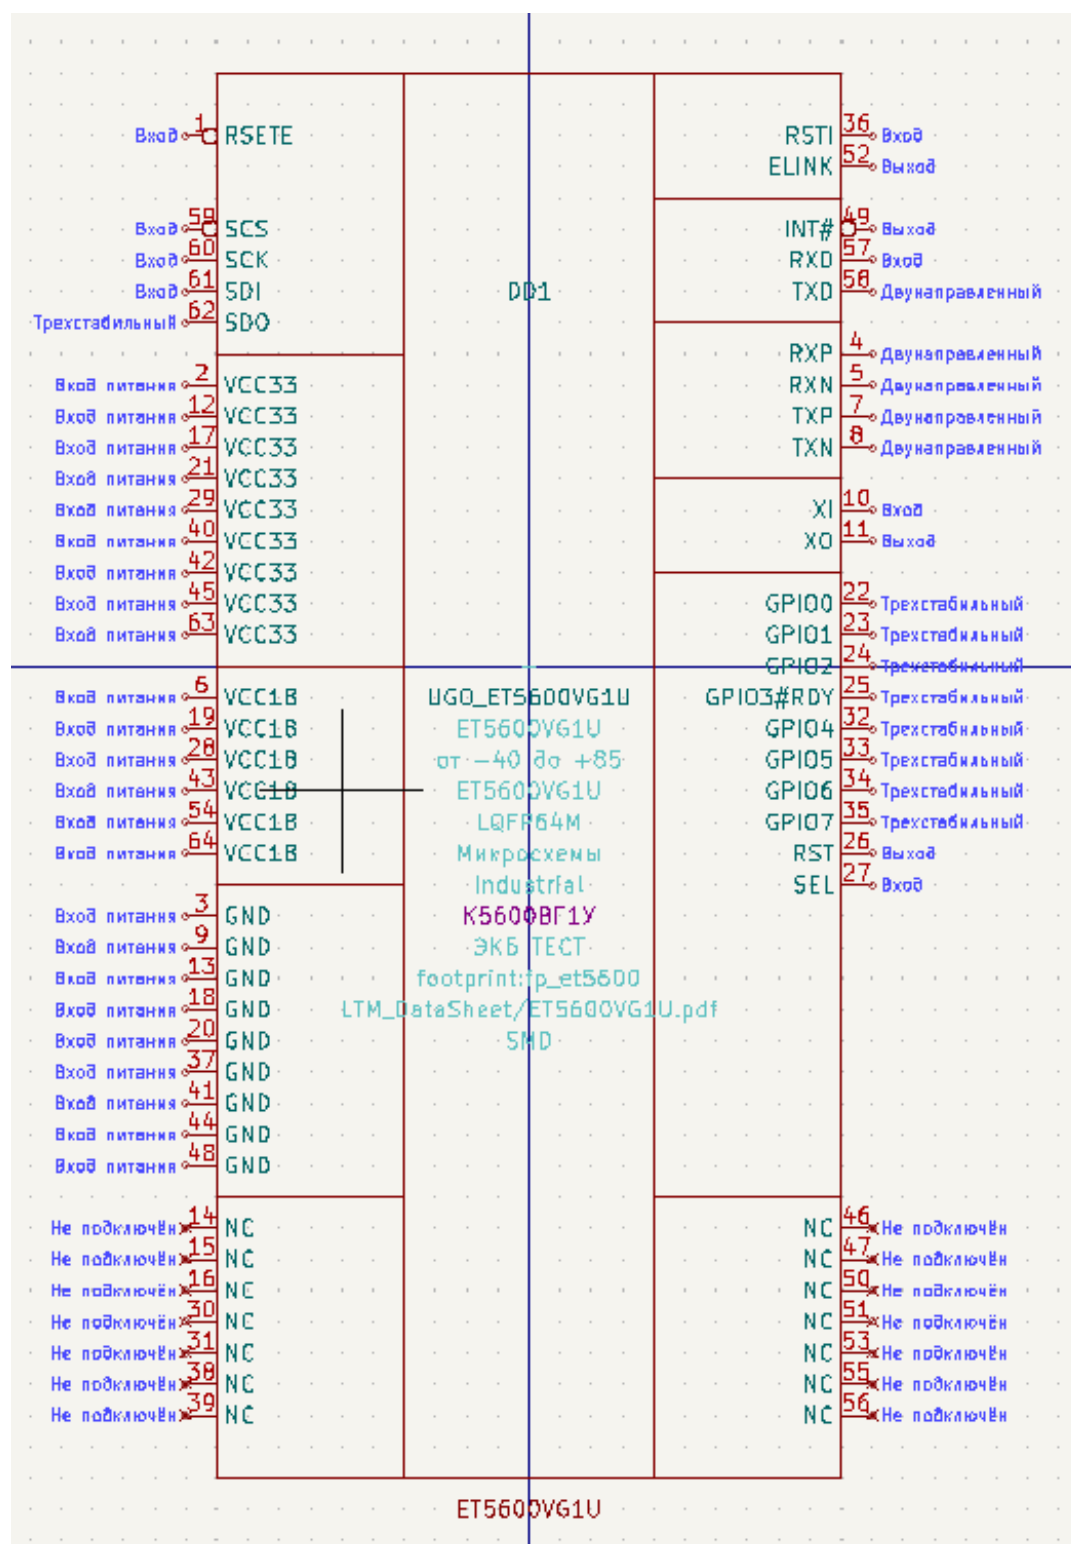 Вход 1 RSETE
RSTI 36 Вход
ELINK 52 Выход
Вход 59 SCS
INT# 49 Выход
Вход 60 SCK
RXD 57 Вход
Вход 61 SDI
DD1
TXD 58 Двунаправленный
Трехстабильный 62 SDO
RXP 4 Двунаправленный
Вход питания 2 VCC33
RXN 5 Двунаправленный
Вход питания 12 VCC33
TXP 7 Двунаправленный
Вход питания 17 VCC33
TXN 8 Двунаправленный
Вход питания 21 VCC33
Вход питания 29 VCC33
XI 10 Вход
Вход питания 40 VCC33
XO 11 Выход
Вход питания 42 VCC33
Вход питания 45 VCC33
GPIO0 22 Трехстабильный
Вход питания 63 VCC33
GPIO1 23 Трехстабильный
GPIO2 24 Трехстабильный
Вход питания 6 VCC18
UGO_ET5600VG1U
GPIO3#RDY 25 Трехстабильный
Вход питания 19 VCC18
ET5600VG1U
GPIO4 32 Трехстабильный
Вход питания 28 VCC18
от -40 до +85
GPIO5 33 Трехстабильный
Вход питания 43 VCC18
ET5600VG1U
GPIO6 34 Трехстабильный
Вход питания 54 VCC18
LQFP64M
GPIO7 35 Трехстабильный
Вход питания 64 VCC18
Микросхемы
RST 26 Выход
Industrial
SEL 27 Вход
Вход питания 3 GND
К5600ВГ1У
Вход питания 9 GND
ЭКБ ТЕСТ
Вход питания 13 GND
footprint:fp_et5600
Вход питания 18 GND
LTM_DataSheet/ET5600VG1U.pdf
Вход питания 20 GND
SMD
Вход питания 37 GND
Вход питания 41 GND
Вход питания 44 GND
Вход питания 48 GND
Не подключён 14 NC
NC 46 Не подключён
Не подключён 15 NC
NC 47 Не подключён
Не подключён 16 NC
NC 50 Не подключён
Не подключён 30 NC
NC 51 Не подключён
Не подключён 31 NC
NC 53 Не подключён
Не подключён 38 NC
NC 55 Не подключён
Не подключён 39 NC
NC 56 Не подключён
ET5600VG1U